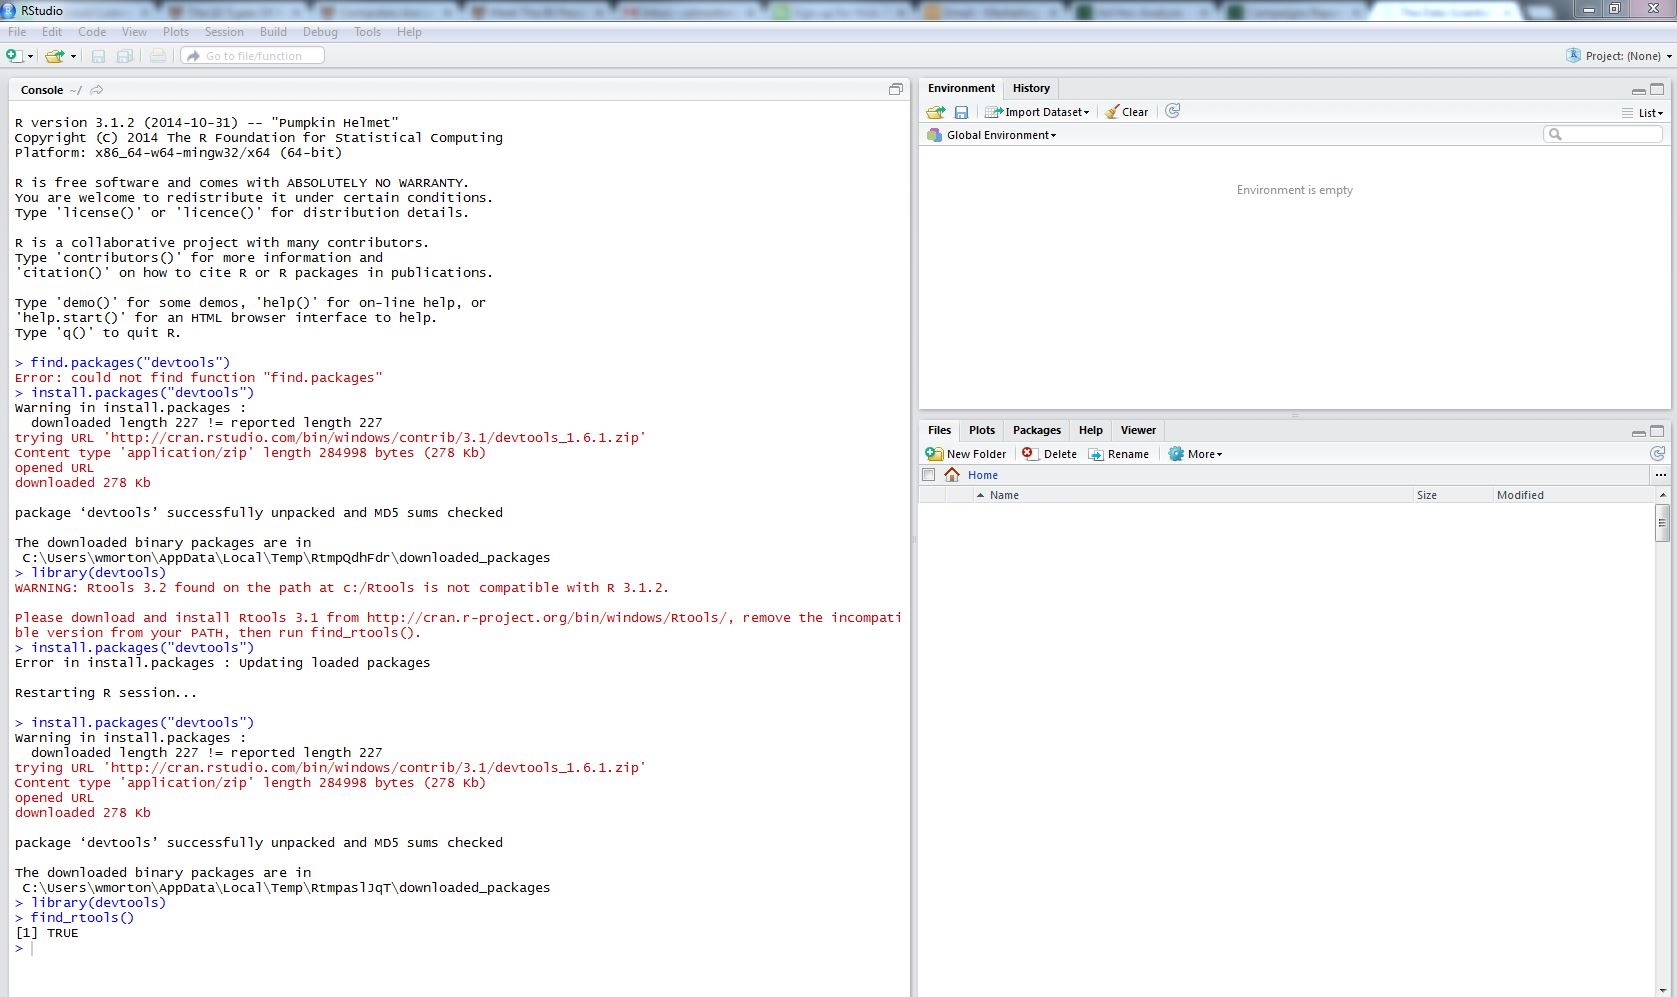 RStudio
File Edit Code View Plots Session Build Debug Tools Help
Go to file/function
Project: (None)
Console ~/
R version 3.1.2 (2014-10-31) -- "Pumpkin Helmet"
Copyright (C) 2014 The R Foundation for Statistical Computing
Platform: x86_64-w64-mingw32/x64 (64-bit)
R is free software and comes with ABSOLUTELY NO WARRANTY.
You are welcome to redistribute it under certain conditions.
Type 'license()' or 'licence()' for distribution details.
R is a collaborative project with many contributors.
Type 'contributors()' for more information and
'citation()' on how to cite R or R packages in publications.
Type 'demo()' for some demos, 'help()' for on-line help, or
'help.start()' for an HTML browser interface to help.
Type 'q()' to quit R.
> find.packages("devtools")
Error: could not find function "find.packages"
> install.packages("devtools")
Warning in install.packages :
downloaded length 227 != reported length 227
trying URL 'http://cran.rstudio.com/bin/windows/contrib/3.1/devtools_1.6.1.zip'
Content type 'application/zip' length 284998 bytes (278 Kb)
opened URL
downloaded 278 Kb
package ‘devtools’ successfully unpacked and MD5 sums checked
The downloaded binary packages are in
C:\Users\wmorton\AppData\Local\Temp\RtmpQdhFdr\downloaded_packages
> library(devtools)
WARNING: Rtools 3.2 found on the path at c:/Rtools is not compatible with R 3.1.2.
Please download and install Rtools 3.1 from http://cran.r-project.org/bin/windows/Rtools/, remove the incompati
ble version from your PATH, then run find_rtools().
> install.packages("devtools")
Error in install.packages : Updating loaded packages
Restarting R session...
> install.packages("devtools")
Warning in install.packages :
downloaded length 227 != reported length 227
trying URL 'http://cran.rstudio.com/bin/windows/contrib/3.1/devtools_1.6.1.zip'
Content type 'application/zip' length 284998 bytes (278 Kb)
opened URL
downloaded 278 Kb
package ‘devtools’ successfully unpacked and MD5 sums checked
The downloaded binary packages are in
C:\Users\wmorton\AppData\Local\Temp\RtmpaslJqT\downloaded_packages
> library(devtools)
> find_rtools()
[1] TRUE
>
Environment History
Import Dataset Clear List
Global Environment
Environment is empty
Files Plots Packages Help Viewer
New Folder Delete Rename More
Home ...
Name Size Modified